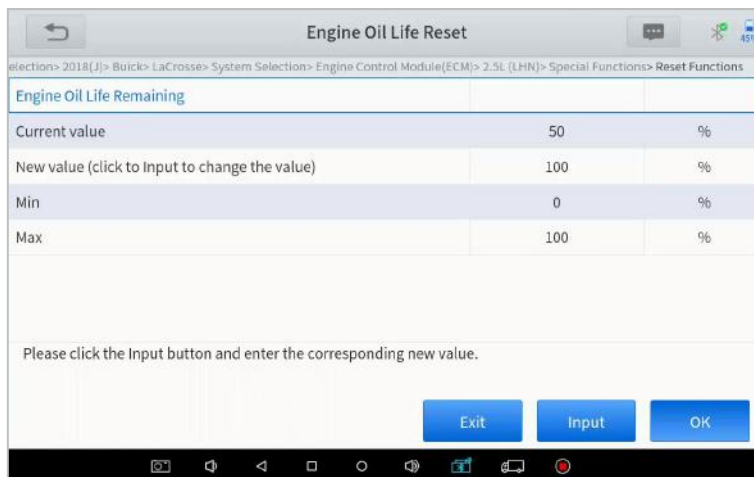 Engine Oil Life Reset
election> 2018(J)> Buick> LaCrosse> System Selection> Engine Control Module(ECM)> 2.5L (LHN)> Special Functions> Reset Functions
Engine Oil Life Remaining
Current value 50 %
New value (click to Input to change the value) 100 %
Min 0 %
Max 100 %
Please click the Input button and enter the corresponding new value.
Exit Input OK